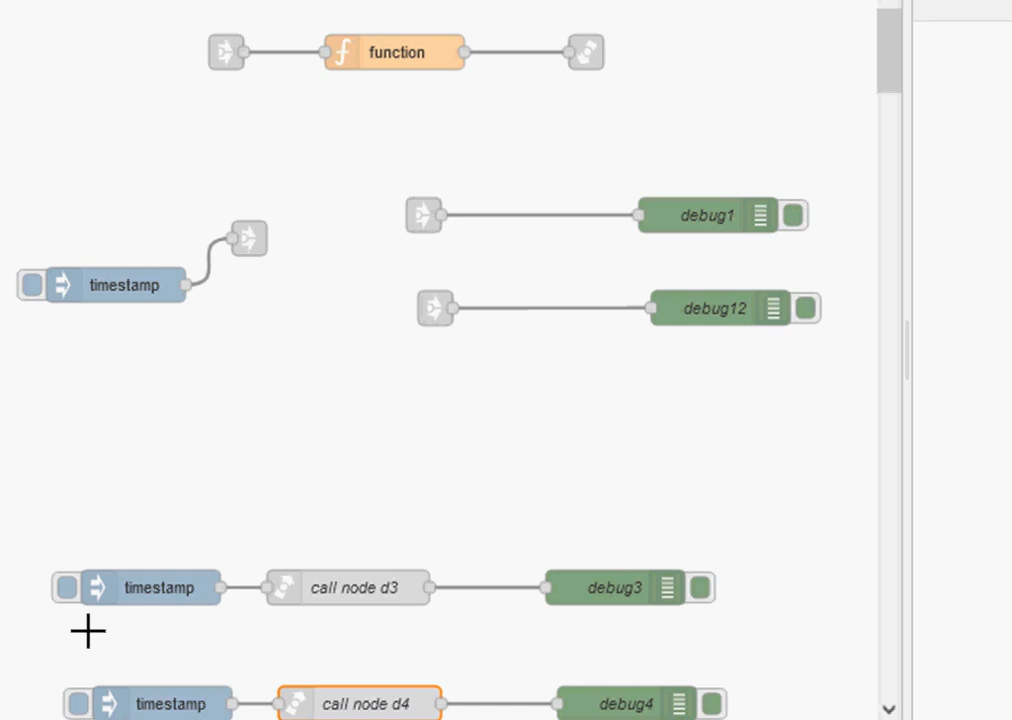 function
debug1
timestamp
debug12
timestamp call node d3 debug3
timestamp call node d4 debug4